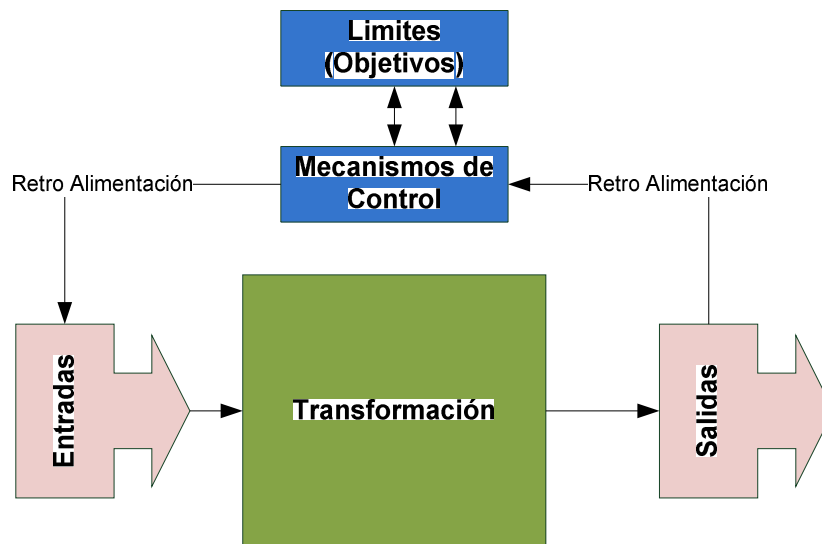 Limites
(Objetivos)
Mecanismos de
Control
Retro Alimentación
Retro Alimentación
Entradas
Transformación
Salidas